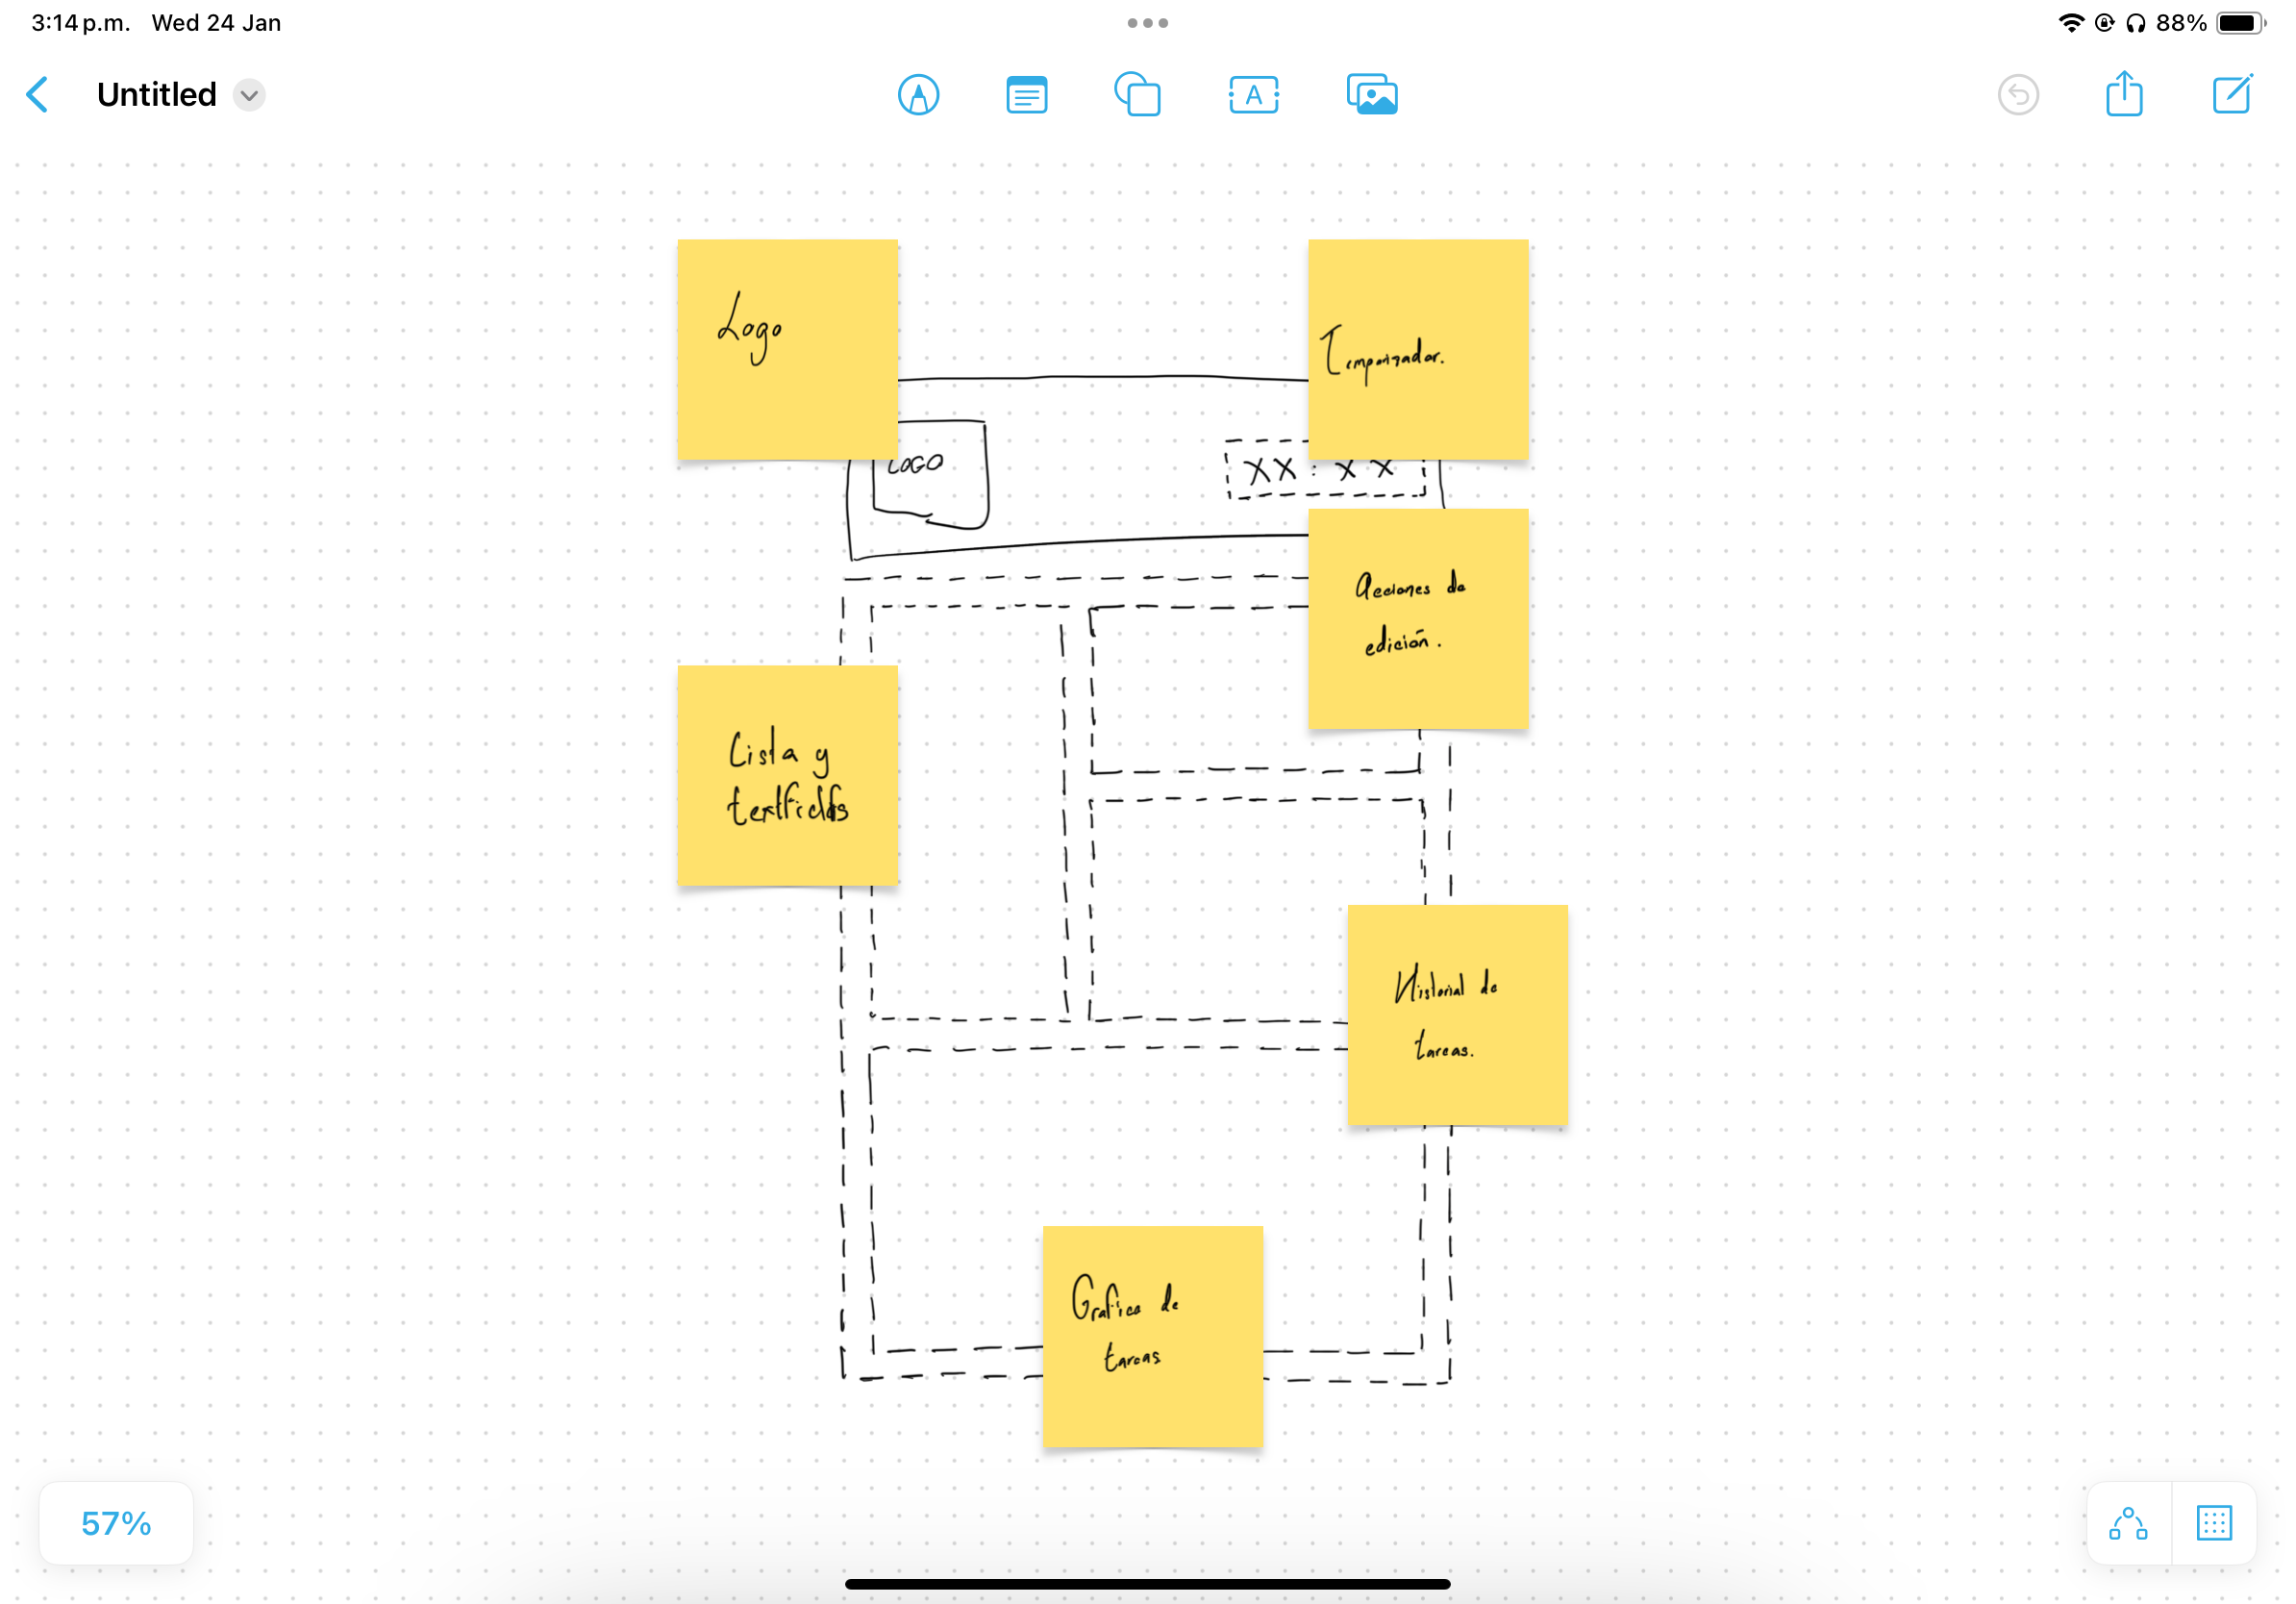 3:14 p.m. Wed 24 Jan
88%
Untitled
A
Logo
Temporizador.
LOGO
XX : XX
Acciones de
edición.
Lista y
textfields
Historial de
tareas.
Grafica de
tareas
57%